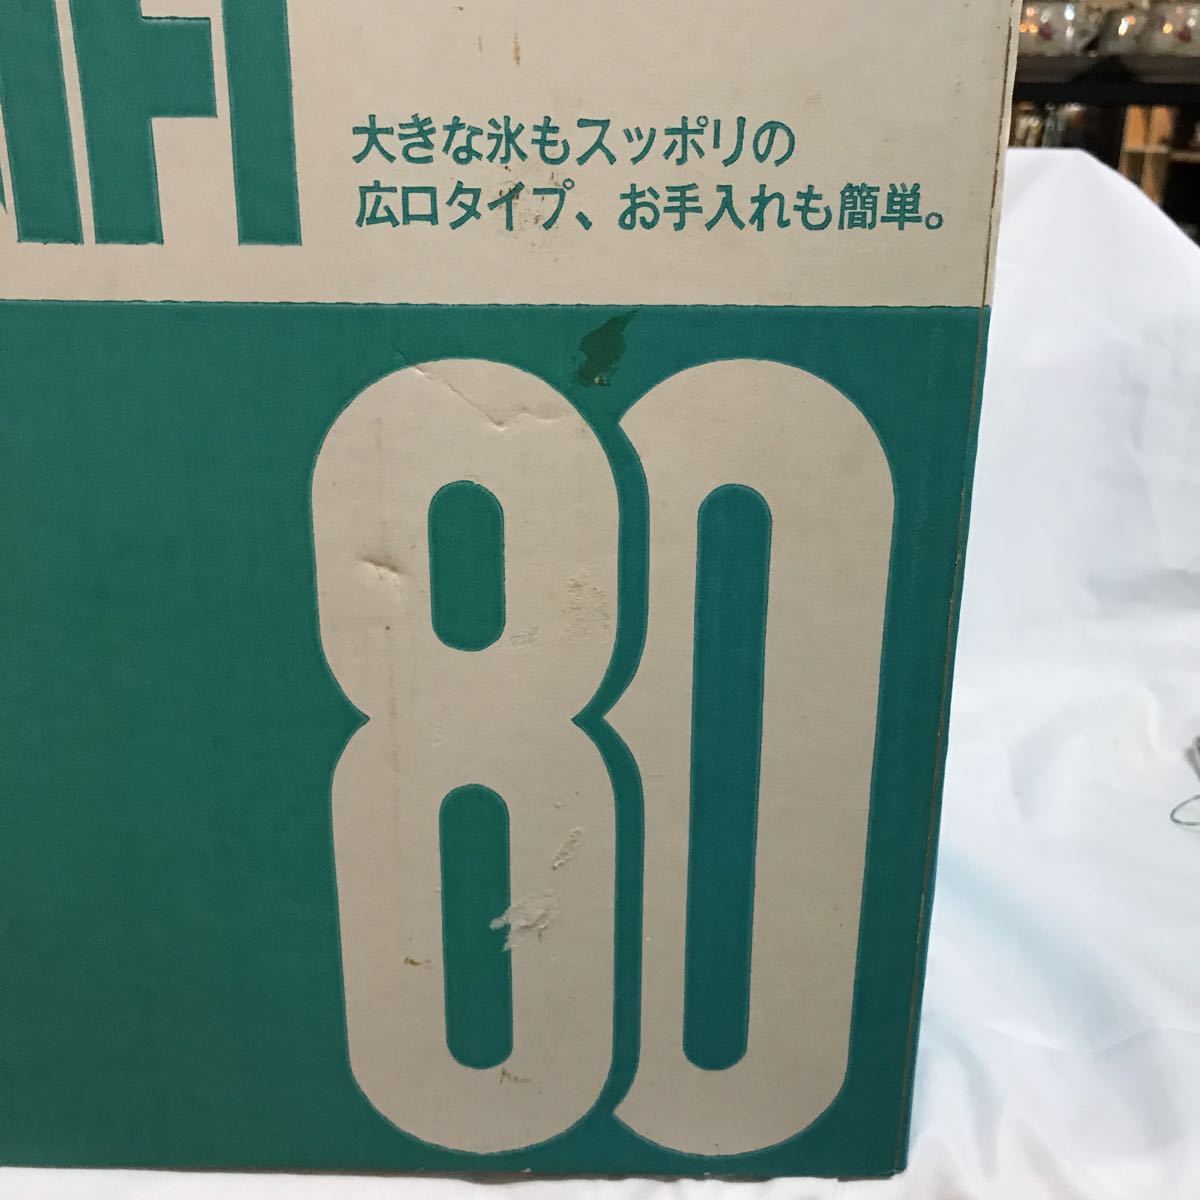 大きな氷もスッポリの
広口タイプ、お手入れも簡単。
80